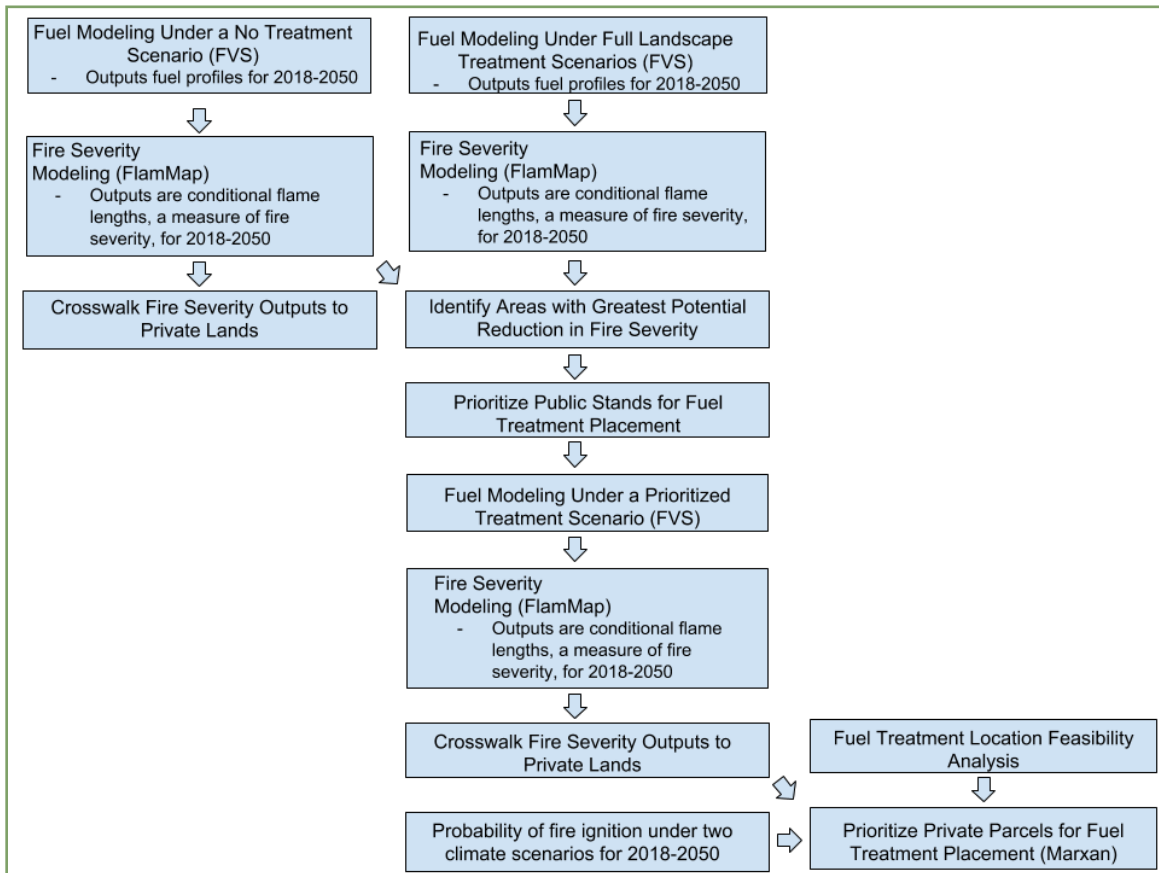 Fuel Modeling Under a No Treatment
Scenario (FVS)
- Outputs fuel profiles for 2018-2050
Fire Severity
Modeling (FlamMap)
- Outputs are conditional flame
lengths, a measure of fire
severity, for 2018-2050
Crosswalk Fire Severity Outputs to
Private Lands
Fuel Modeling Under Full Landscape
Treatment Scenarios (FVS)
- Outputs fuel profiles for 2018-2050
Fire Severity
Modeling (FlamMap)
- Outputs are conditional flame
lengths, a measure of fire severity,
for 2018-2050
Identify Areas with Greatest Potential
Reduction in Fire Severity
Prioritize Public Stands for Fuel
Treatment Placement
Fuel Modeling Under a Prioritized
Treatment Scenario (FVS)
Fire Severity
Modeling (FlamMap)
- Outputs are conditional flame
lengths, a measure of fire
severity, for 2018-2050
Crosswalk Fire Severity Outputs to
Private Lands
Probability of fire ignition under two
climate scenarios for 2018-2050
Fuel Treatment Location Feasibility
Analysis
Prioritize Private Parcels for Fuel
Treatment Placement (Marxan)